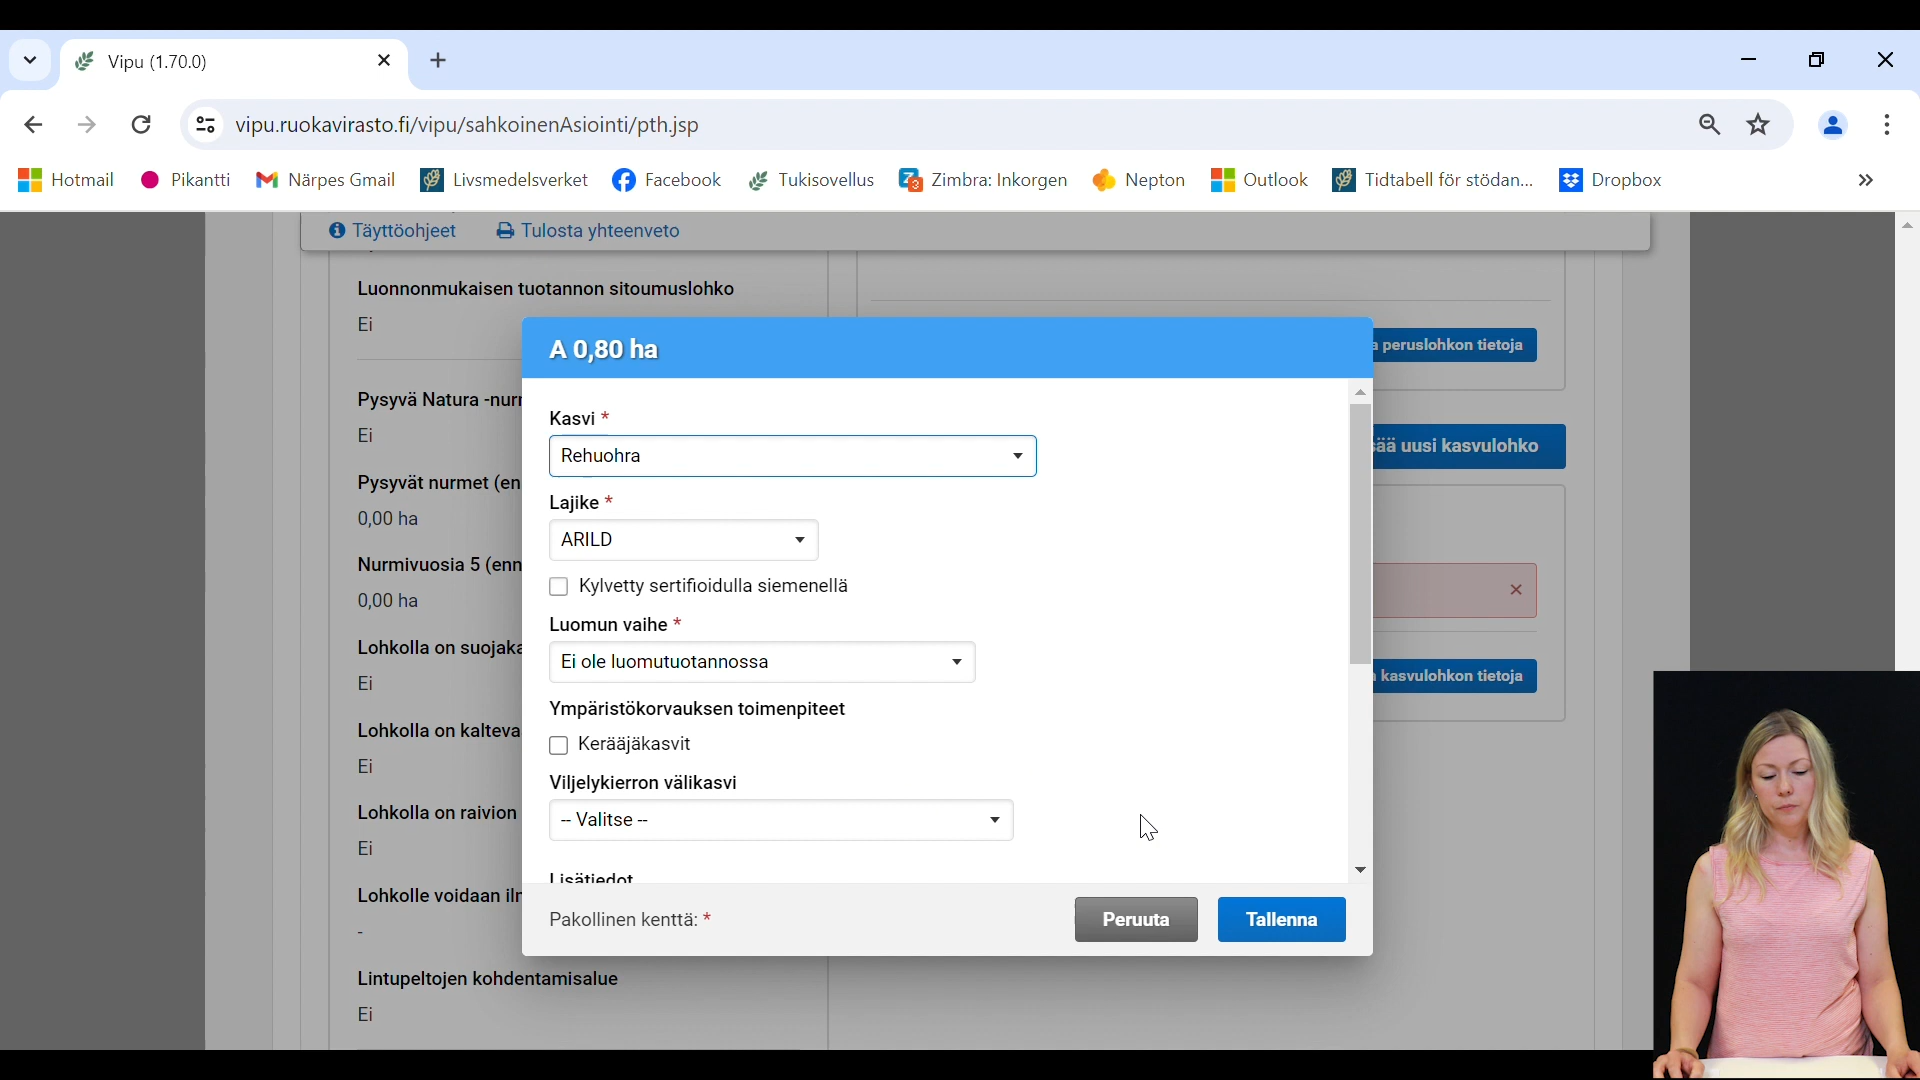 Vipu (1.70.0)
vipu.ruokavirasto.fi/vipu/sahkoinenAsiointi/pth.jsp
Hotmail
Pikantti
Närpes Gmail
Livsmedelsverket
Facebook
Tukisovellus
Zimbra: Inkorgen
Nepton
Outlook
Tidtabell för stödan...
Dropbox
Täyttöohjeet
Tulosta yhteenveto
Luonnonmukaisen tuotannon sitoumuslohko
Ei
Pysyvä Natura -nurm
Ei
Pysyvät nurmet (en
0,00 ha
Nurmivuosia 5 (enn
0,00 ha
Lohkolla on suojaka
Ei
Lohkolla on kalteva
Ei
Lohkolla on raivion
Ei
Lohkolle voidaan ilm
-
Lintupeltojen kohdentamisalue
Ei
A 0,80 ha
Kasvi *
Rehuohra
Lajike *
ARILD
Kylvetty sertifioidulla siemenellä
Luomun vaihe *
Ei ole luomutuotannossa
Ympäristökorvauksen toimenpiteet
Kerääjäkasvit
Viljelykierron välikasvi
-- Valitse --
Lisätiedot
Pakollinen kenttä: *
Peruuta
Tallenna
a peruslohkon tietoja
sää uusi kasvulohko
kasvulohkon tietoja